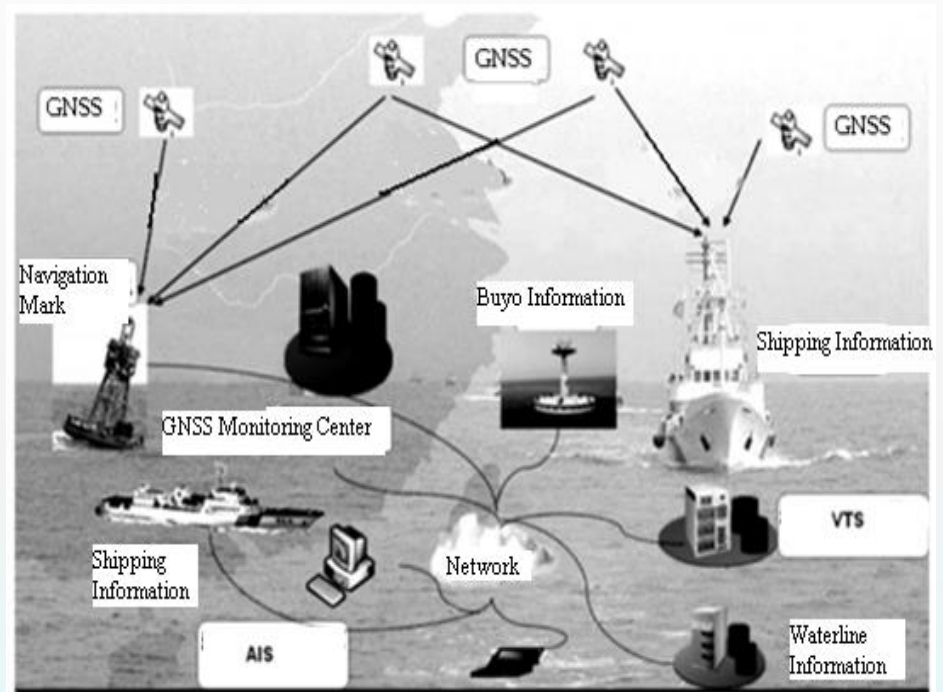 GNSS
GNSS
GNSS
Navigation
Mark
Buyo Information
Shipping Information
GNSS Monitoring Center
VTS
Shipping
Information
Network
AIS
Waterline
Information